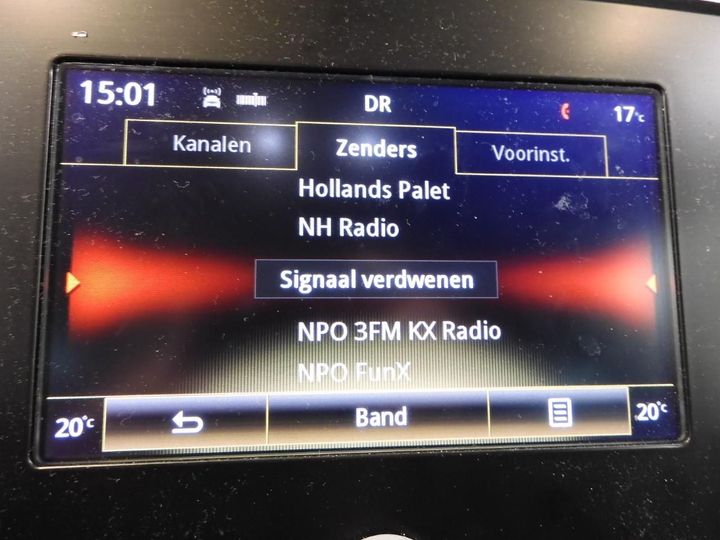 15:01 DR 17°c
Kanalen Zenders Voorinst.
Hollands Palet
NH Radio
Signaal verdwenen
NPO 3FM KX Radio
NPO FunX
20°c Band 20°c